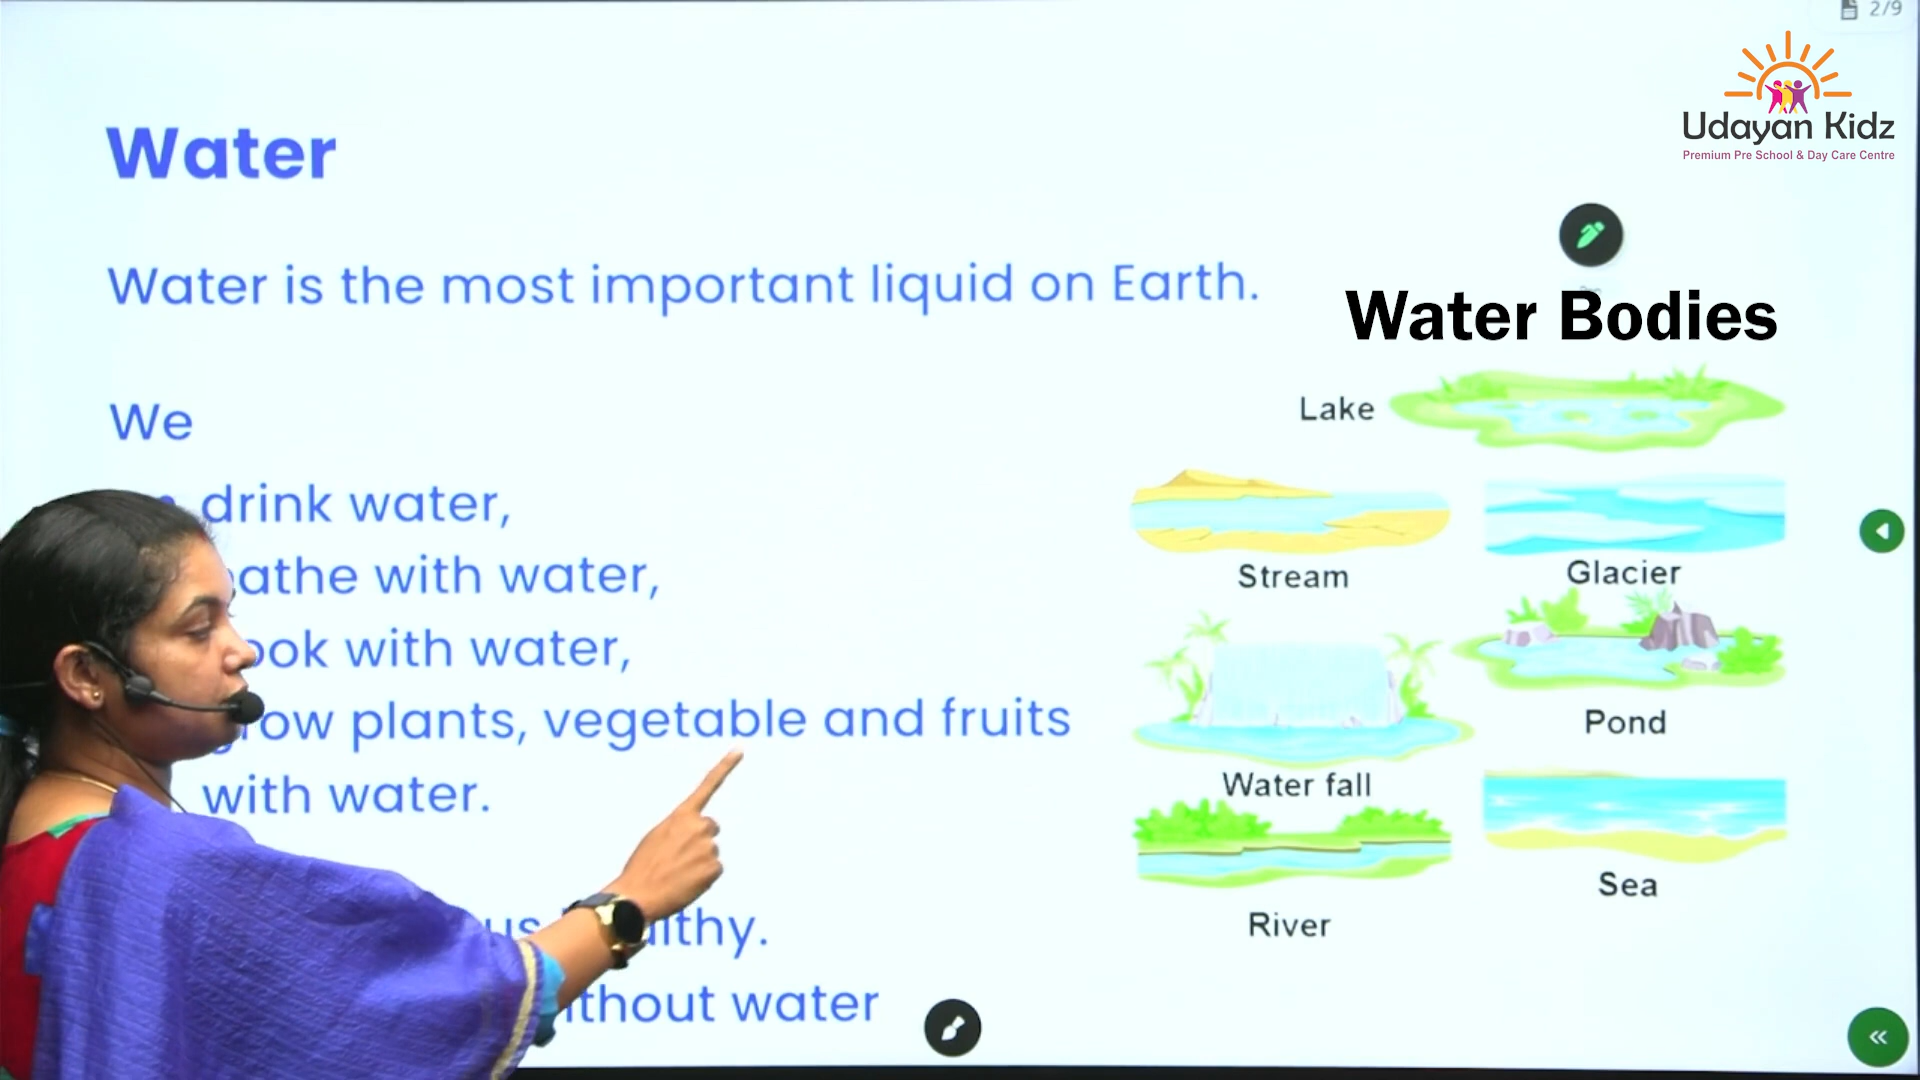 2/9
Udayan Kidz
Premium Pre School & Day Care Centre
Water
Water is the most important liquid on Earth.
We
drink water,
with water,
with water,
plants, vegetable and fruits
with water.
us
water
Water Bodies
Lake
Stream
Glacier
Water fall
Pond
River
Sea